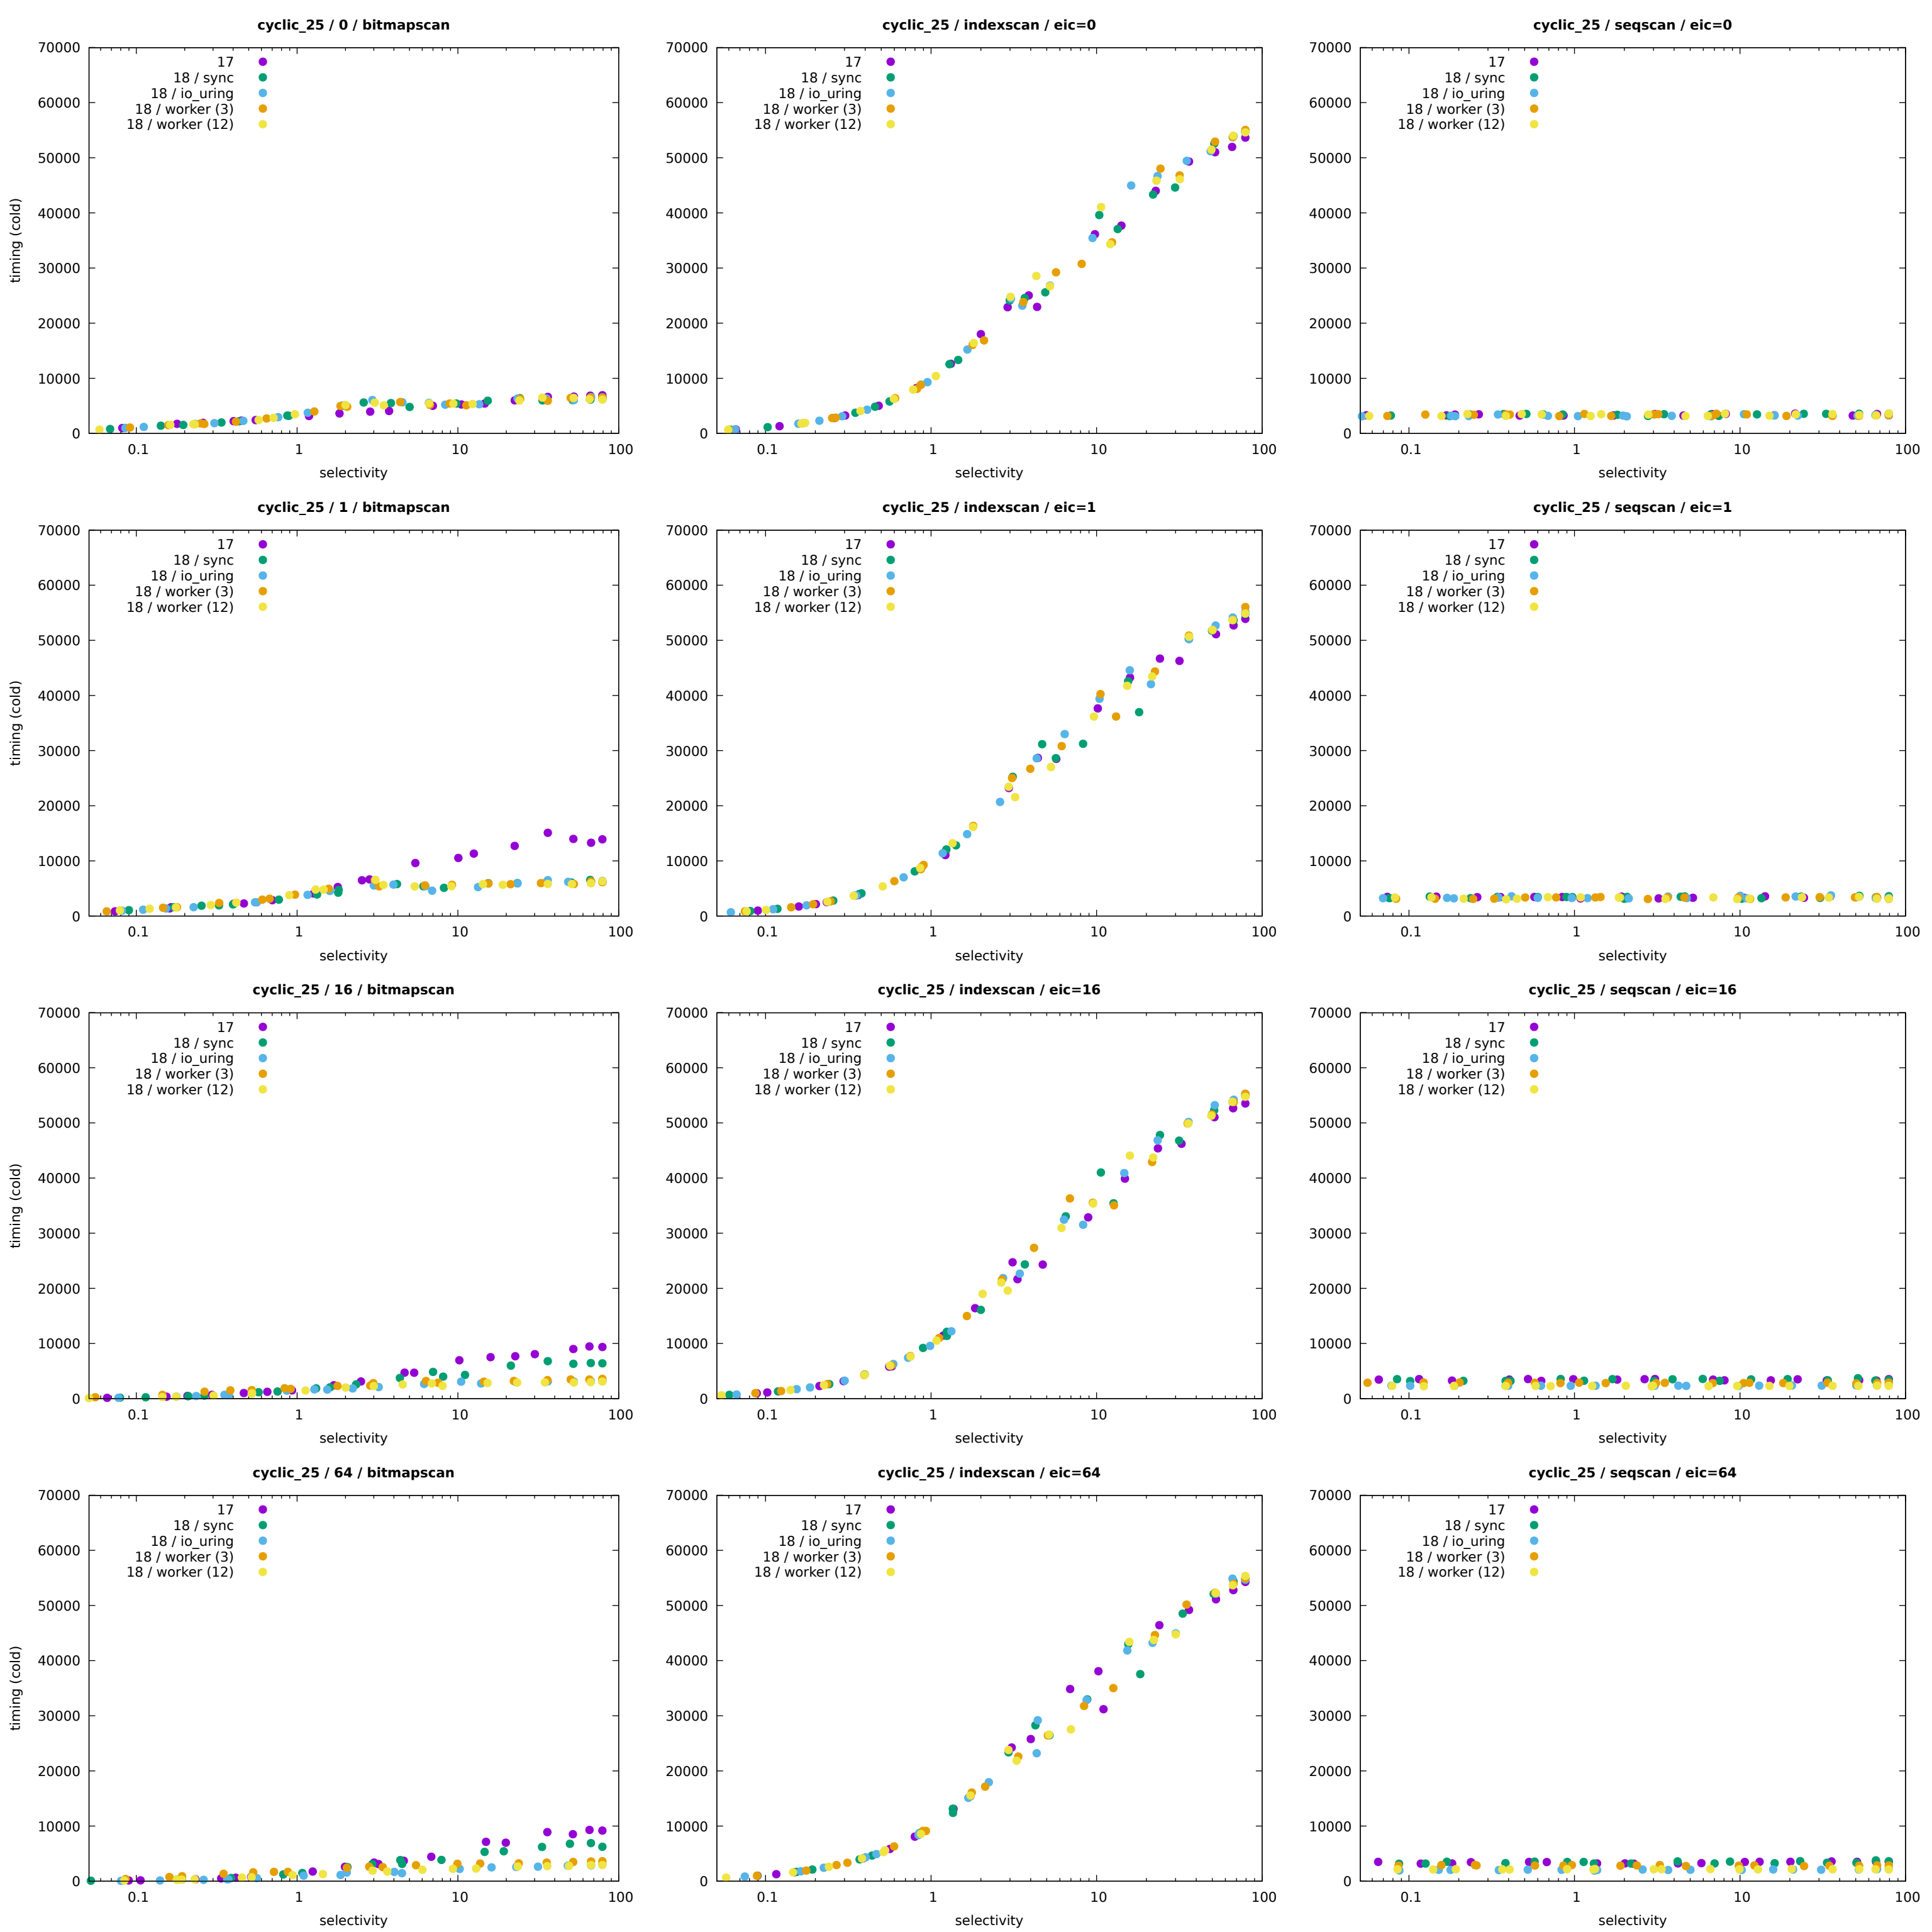 cyclic_25 / 0 / bitmapscan
70000
60000
50000
40000
30000
20000
10000
0
timing (cold)
17
18 / sync
18 / io_uring
18 / worker (3)
18 / worker (12)
0.1 1 10 100
selectivity
cyclic_25 / indexscan / eic=0
70000
60000
50000
40000
30000
20000
10000
0
17
18 / sync
18 / io_uring
18 / worker (3)
18 / worker (12)
0.1 1 10 100
selectivity
cyclic_25 / seqscan / eic=0
70000
60000
50000
40000
30000
20000
10000
0
17
18 / sync
18 / io_uring
18 / worker (3)
18 / worker (12)
0.1 1 10 100
selectivity
cyclic_25 / 1 / bitmapscan
70000
60000
50000
40000
30000
20000
10000
0
timing (cold)
17
18 / sync
18 / io_uring
18 / worker (3)
18 / worker (12)
0.1 1 10 100
selectivity
cyclic_25 / indexscan / eic=1
70000
60000
50000
40000
30000
20000
10000
0
17
18 / sync
18 / io_uring
18 / worker (3)
18 / worker (12)
0.1 1 10 100
selectivity
cyclic_25 / seqscan / eic=1
70000
60000
50000
40000
30000
20000
10000
0
17
18 / sync
18 / io_uring
18 / worker (3)
18 / worker (12)
0.1 1 10 100
selectivity
cyclic_25 / 16 / bitmapscan
70000
60000
50000
40000
30000
20000
10000
0
timing (cold)
17
18 / sync
18 / io_uring
18 / worker (3)
18 / worker (12)
0.1 1 10 100
selectivity
cyclic_25 / indexscan / eic=16
70000
60000
50000
40000
30000
20000
10000
0
17
18 / sync
18 / io_uring
18 / worker (3)
18 / worker (12)
0.1 1 10 100
selectivity
cyclic_25 / seqscan / eic=16
70000
60000
50000
40000
30000
20000
10000
0
17
18 / sync
18 / io_uring
18 / worker (3)
18 / worker (12)
0.1 1 10 100
selectivity
cyclic_25 / 64 / bitmapscan
70000
60000
50000
40000
30000
20000
10000
0
timing (cold)
17
18 / sync
18 / io_uring
18 / worker (3)
18 / worker (12)
0.1 1 10 100
selectivity
cyclic_25 / indexscan / eic=64
70000
60000
50000
40000
30000
20000
10000
0
17
18 / sync
18 / io_uring
18 / worker (3)
18 / worker (12)
0.1 1 10 100
selectivity
cyclic_25 / seqscan / eic=64
70000
60000
50000
40000
30000
20000
10000
0
17
18 / sync
18 / io_uring
18 / worker (3)
18 / worker (12)
0.1 1 10 100
selectivity